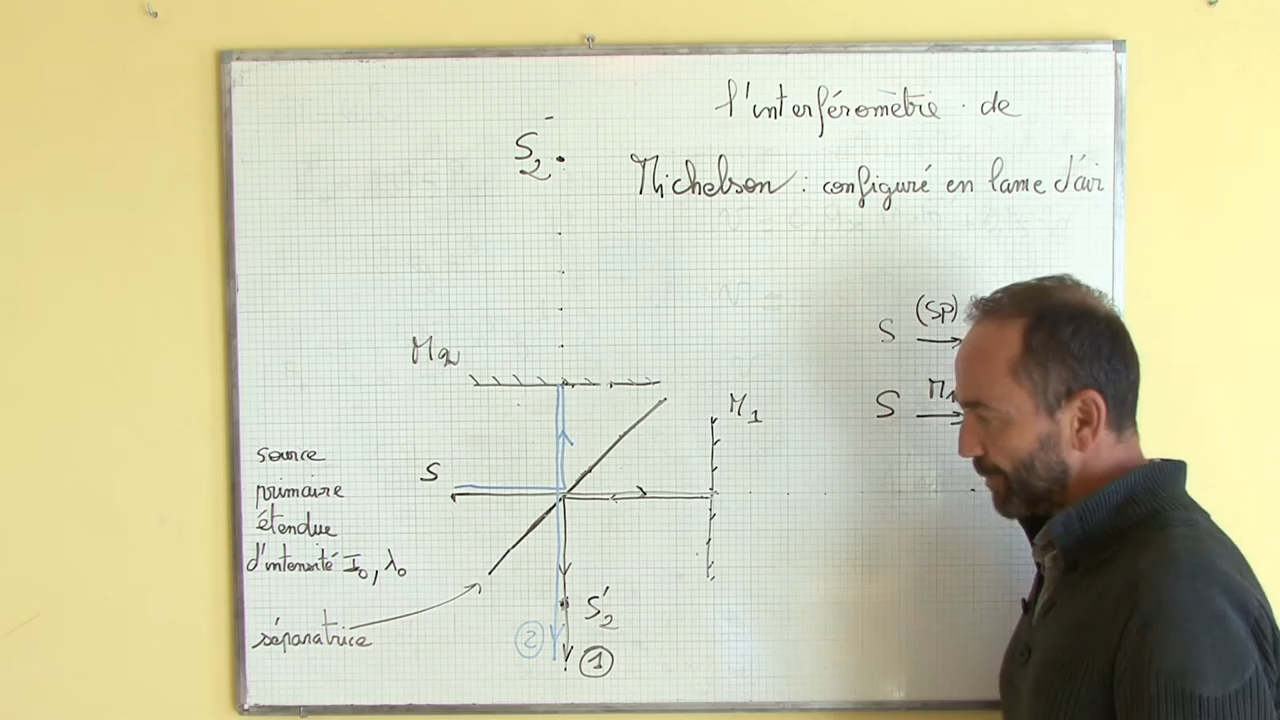 l'interféromètre de
Michelson : configuré en lame d'air
S₂
(SP)
S →
M₁
S →
M₂
M₁
S
source
primaire
étendue
d'intensité I₀, λ₀
S'₂
séparatrice
② ①